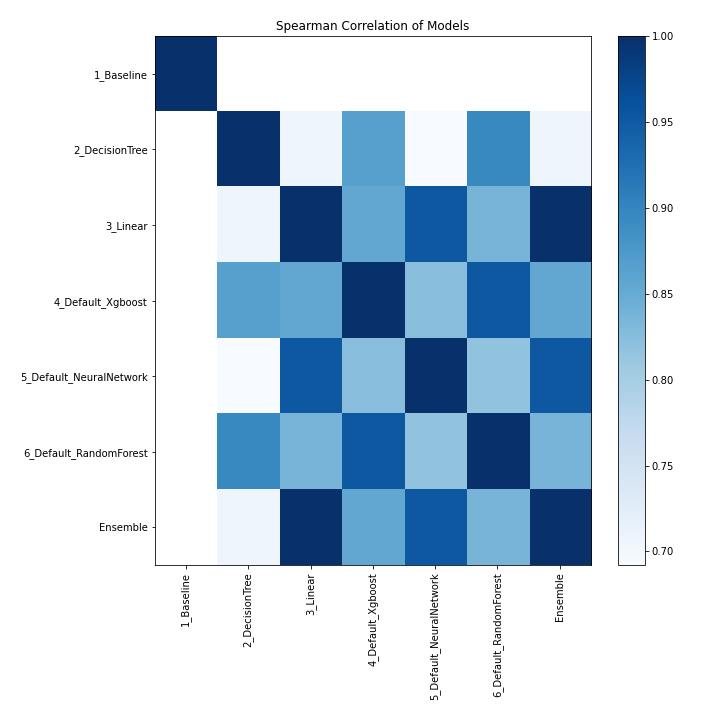 Spearman Correlation of Models
1_Baseline
2_DecisionTree
3_Linear
4_Default_Xgboost
5_Default_NeuralNetwork
6_Default_RandomForest
Ensemble
1_Baseline
2_DecisionTree
3_Linear
4_Default_Xgboost
5_Default_NeuralNetwork
6_Default_RandomForest
Ensemble
1.00
0.95
0.90
0.85
0.80
0.75
0.70